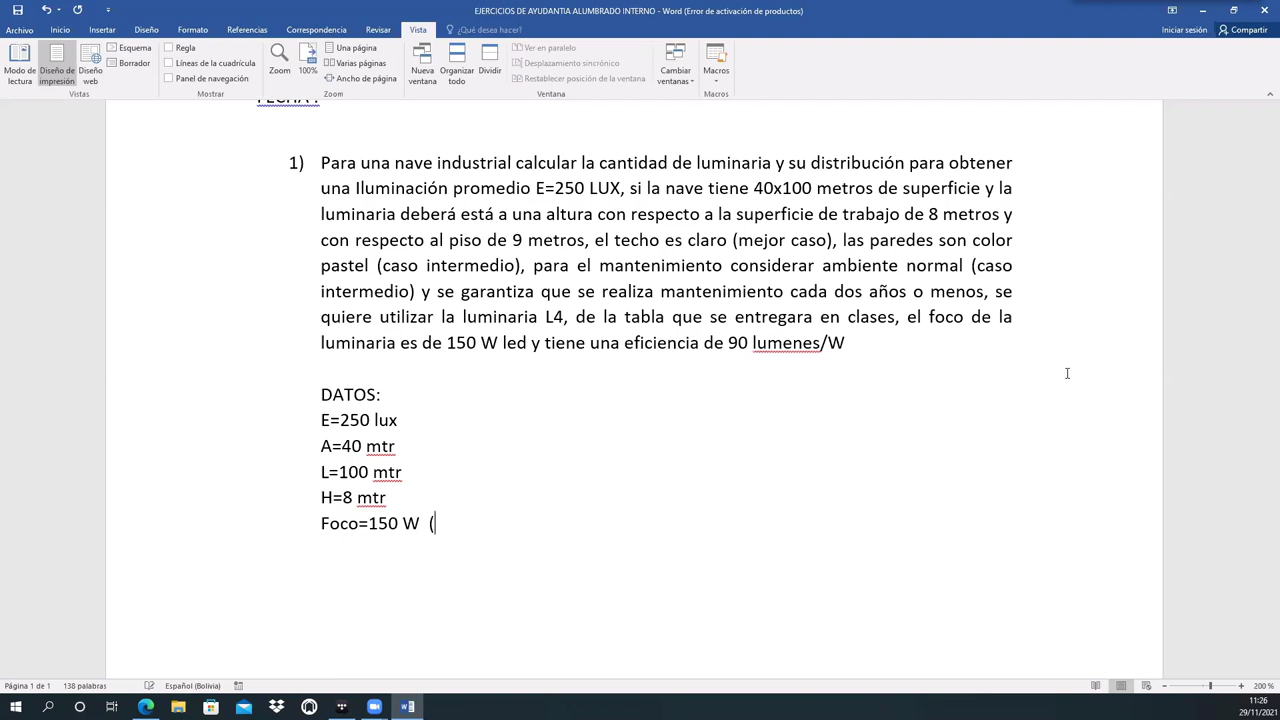 EJERCICIOS DE AYUDANTIA ALUMBRADO INTERNO - Word (Error de activación de productos)
Archivo Inicio Insertar Diseño Formato Referencias Correspondencia Revisar Vista ¿Qué desea hacer? Iniciar sesión Compartir
Modo de lectura
Diseño de impresión
Diseño web
Esquema
Borrador
Vistas
Regla
Líneas de la cuadrícula
Panel de navegación
Mostrar
Zoom
100%
Una página
Varias páginas
Ancho de página
Zoom
Nueva ventana
Organizar todo
Dividir
Ver en paralelo
Desplazamiento sincrónico
Restablecer posición de la ventana
Ventana
Cambiar ventanas
Macros
Macros
FECHA :
1) Para una nave industrial calcular la cantidad de luminaria y su distribución para obtener
una Iluminación promedio E=250 LUX, si la nave tiene 40x100 metros de superficie y la
luminaria deberá está a una altura con respecto a la superficie de trabajo de 8 metros y
con respecto al piso de 9 metros, el techo es claro (mejor caso), las paredes son color
pastel (caso intermedio), para el mantenimiento considerar ambiente normal (caso
intermedio) y se garantiza que se realiza mantenimiento cada dos años o menos, se
quiere utilizar la luminaria L4, de la tabla que se entregara en clases, el foco de la
luminaria es de 150 W led y tiene una eficiencia de 90 lumenes/W
DATOS:
E=250 lux
A=40 mtr
L=100 mtr
H=8 mtr
Foco=150 W (
Página 1 de 1 138 palabras Español (Bolivia) 200 %
11:26
29/11/2021